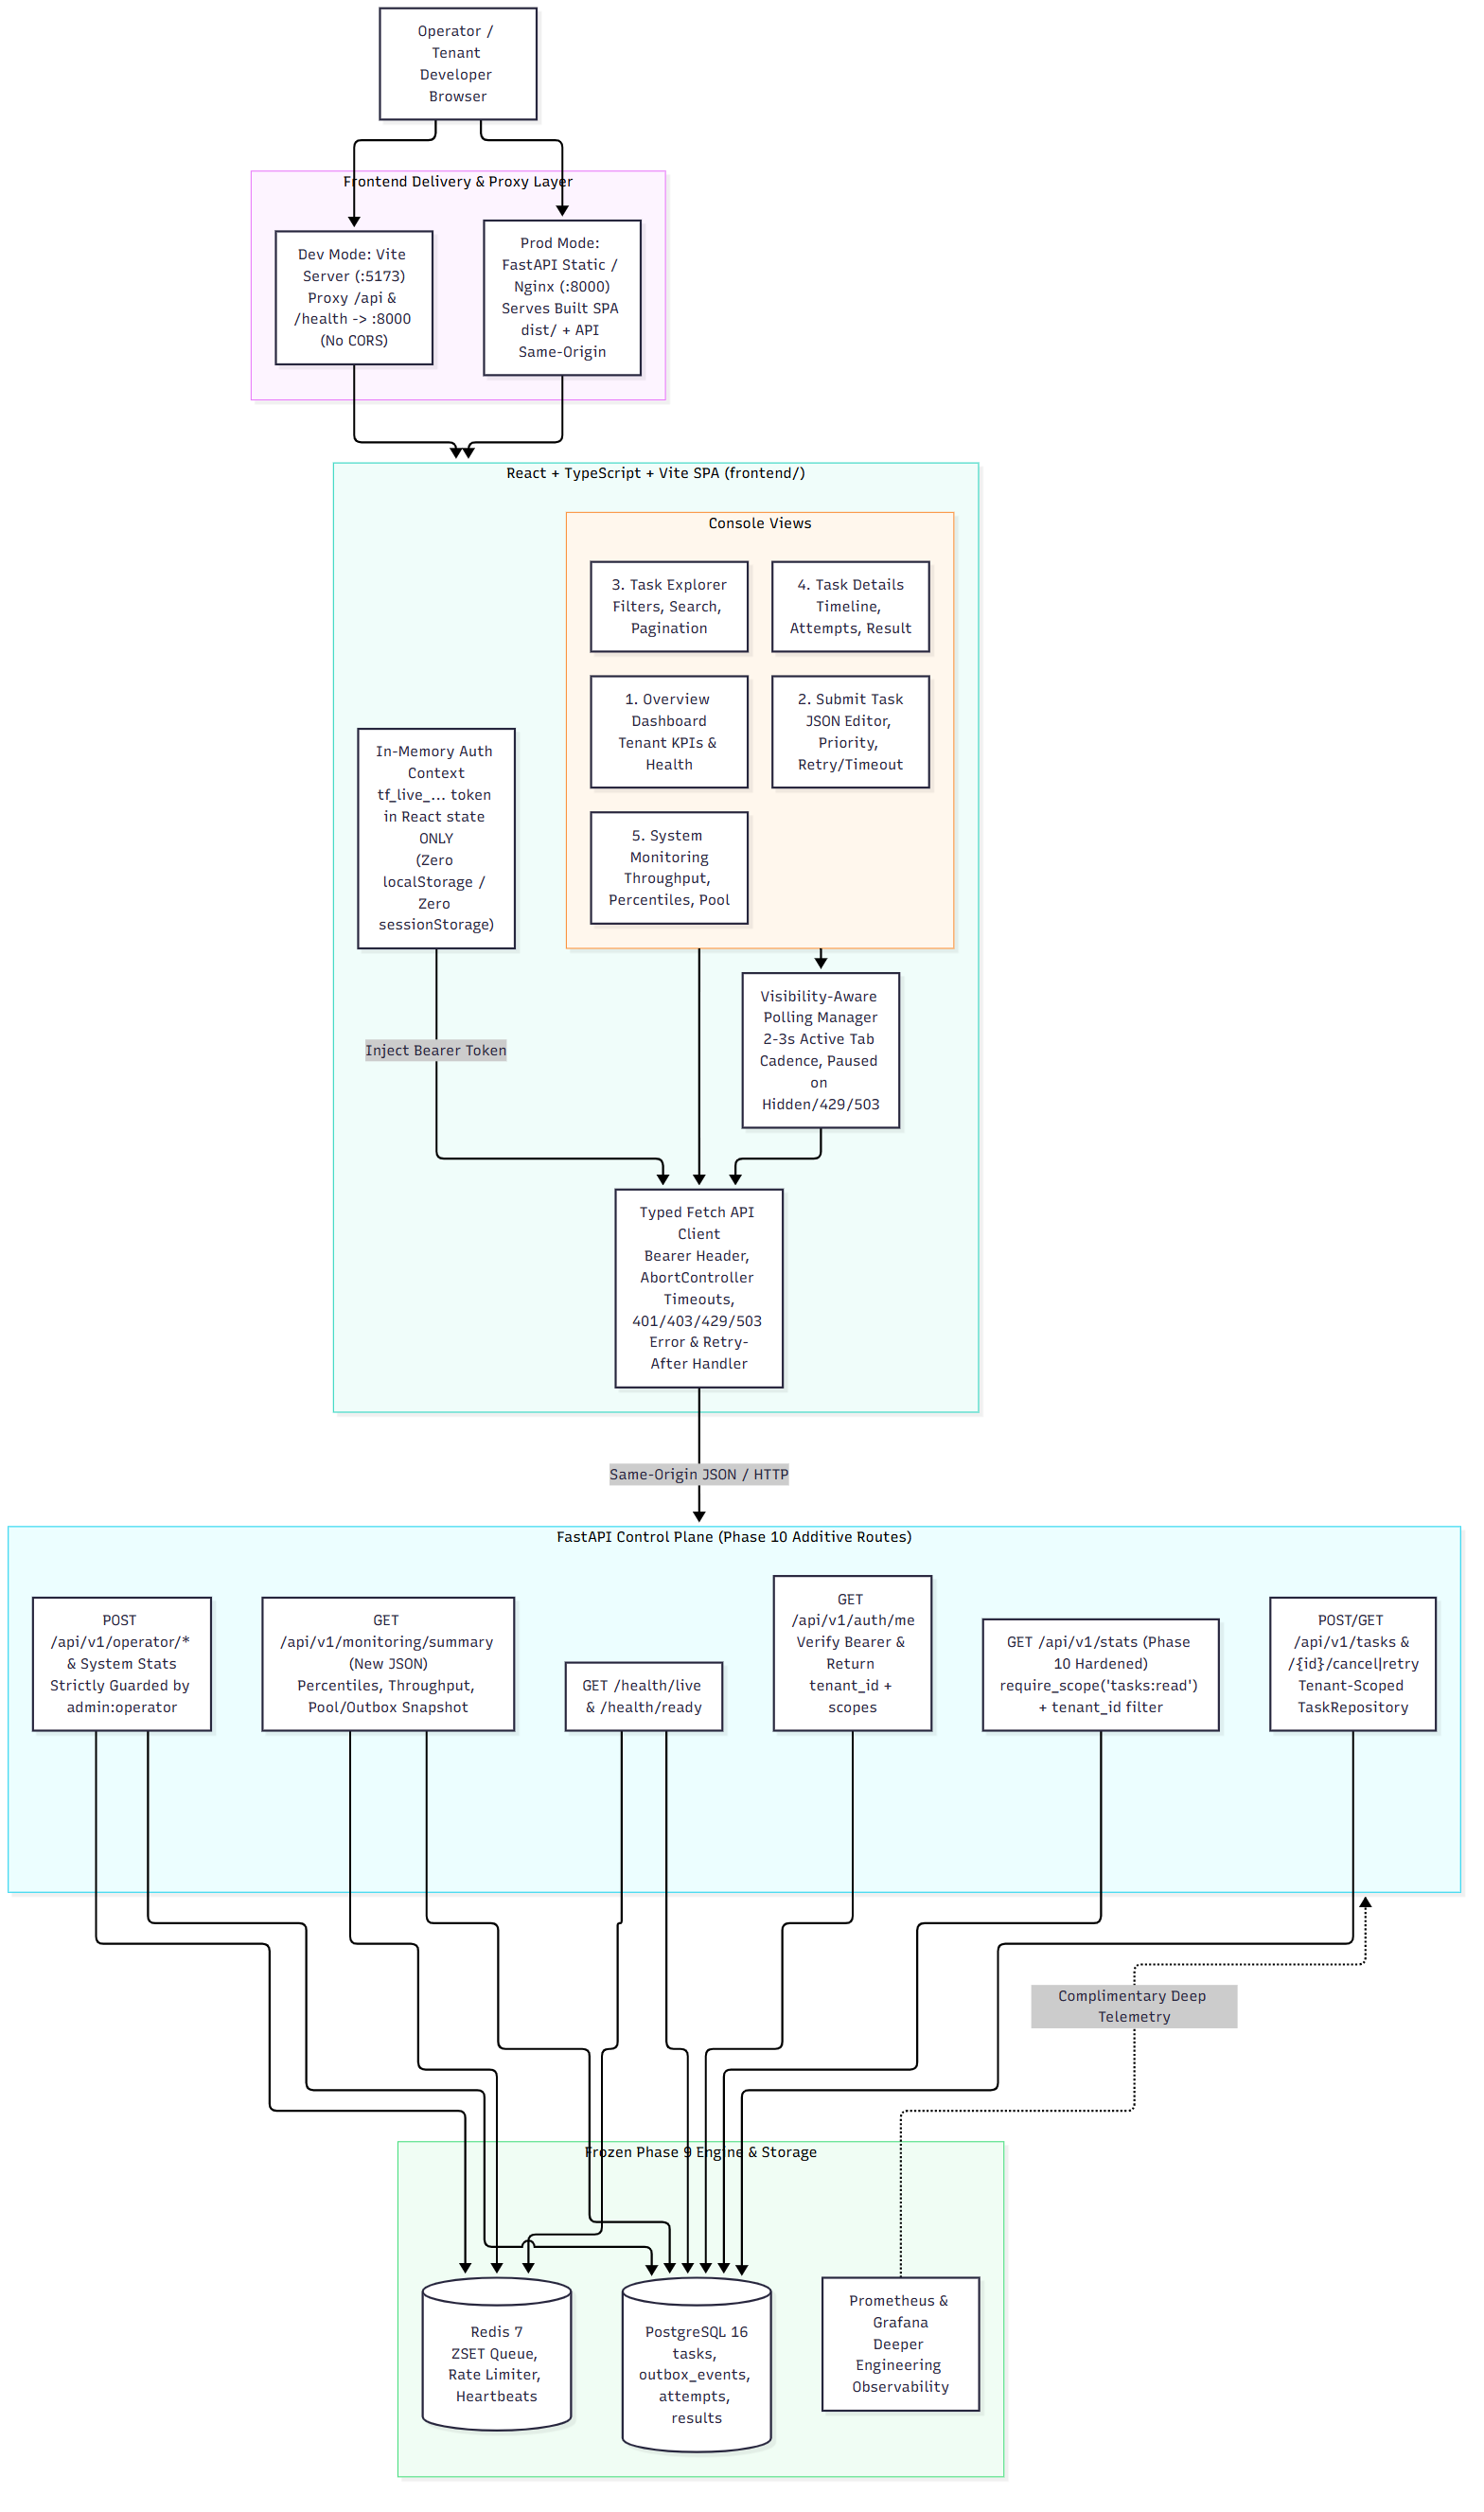 Operator /
Tenant
Developer
Browser
Frontend Delivery & Proxy Layer
Dev Mode: Vite
Server (:5173)
Proxy /api &
/health -> :8000
(No CORS)
Prod Mode:
FastAPI Static /
Nginx (:8000)
Serves Built SPA
dist/ + API
Same-Origin
React + TypeScript + Vite SPA (frontend/)
Console Views
3. Task Explorer
Filters, Search,
Pagination
4. Task Details
Timeline,
Attempts, Result
1. Overview
Dashboard
Tenant KPIs &
Health
2. Submit Task
JSON Editor,
Priority,
Retry/Timeout
5. System
Monitoring
Throughput,
Percentiles, Pool
In-Memory Auth
Context
tf_live_... token
in React state
ONLY
(Zero
localStorage /
Zero
sessionStorage)
Visibility-Aware
Polling Manager
2-3s Active Tab
Cadence, Paused
on
Hidden/429/503
Inject Bearer Token
Typed Fetch API
Client
Bearer Header,
AbortController
Timeouts,
401/403/429/503
Error & Retry-
After Handler
Same-Origin JSON / HTTP
FastAPI Control Plane (Phase 10 Additive Routes)
POST
/api/v1/operator/*
& System Stats
Strictly Guarded by
admin:operator
GET
/api/v1/monitoring/summary
(New JSON)
Percentiles, Throughput,
Pool/Outbox Snapshot
GET /health/live
& /health/ready
GET
/api/v1/auth/me
Verify Bearer &
Return
tenant_id +
scopes
GET /api/v1/stats (Phase
10 Hardened)
require_scope('tasks:read')
+ tenant_id filter
POST/GET
/api/v1/tasks &
/{id}/cancel|retry
Tenant-Scoped
TaskRepository
Complimentary Deep
Telemetry
Frozen Phase 9 Engine & Storage
Redis 7
ZSET Queue,
Rate Limiter,
Heartbeats
PostgreSQL 16
tasks,
outbox_events,
attempts,
results
Prometheus &
Grafana
Deeper
Engineering
Observability